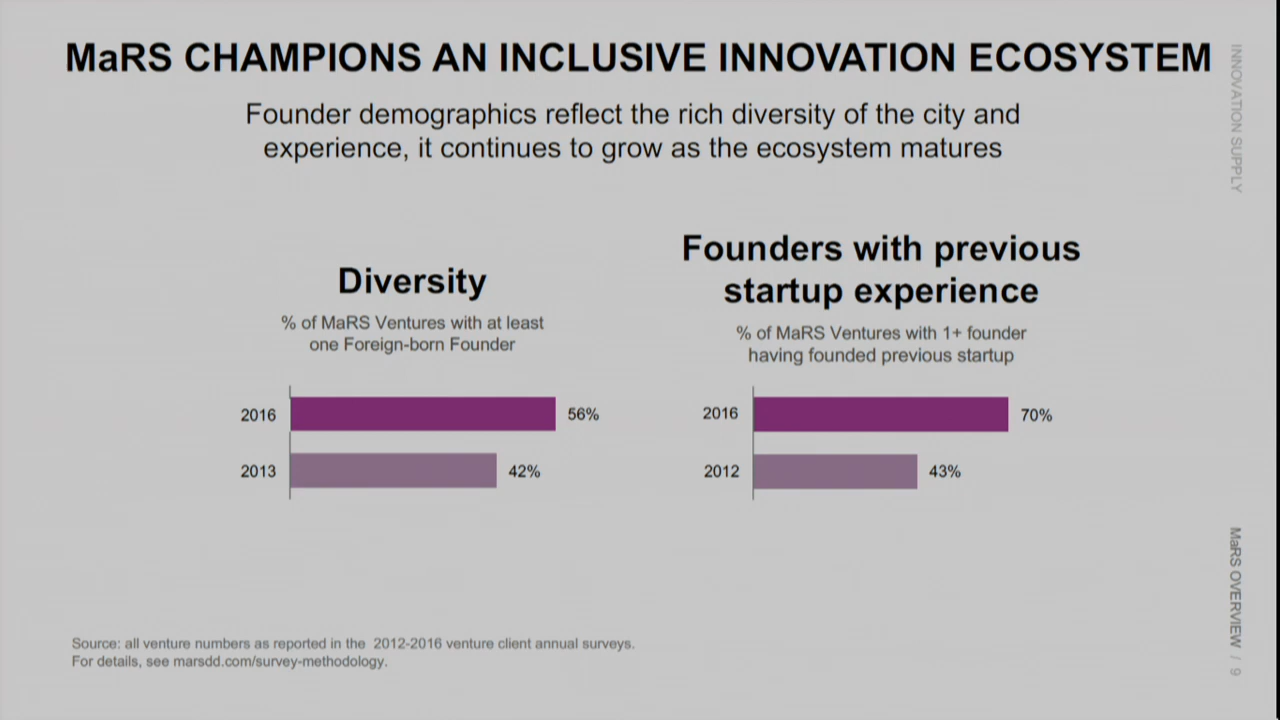 MaRS CHAMPIONS AN INCLUSIVE INNOVATION ECOSYSTEM
Founder demographics reflect the rich diversity of the city and
experience, it continues to grow as the ecosystem matures
INNOVATION SUPPLY
Diversity
% of MaRS Ventures with at least
one Foreign-born Founder
2016 56%
2013 42%
Founders with previous
startup experience
% of MaRS Ventures with 1+ founder
having founded previous startup
2016 70%
2012 43%
Source: all venture numbers as reported in the 2012-2016 venture client annual surveys.
For details, see marsdd.com/survey-methodology.
MaRS OVERVIEW / 9